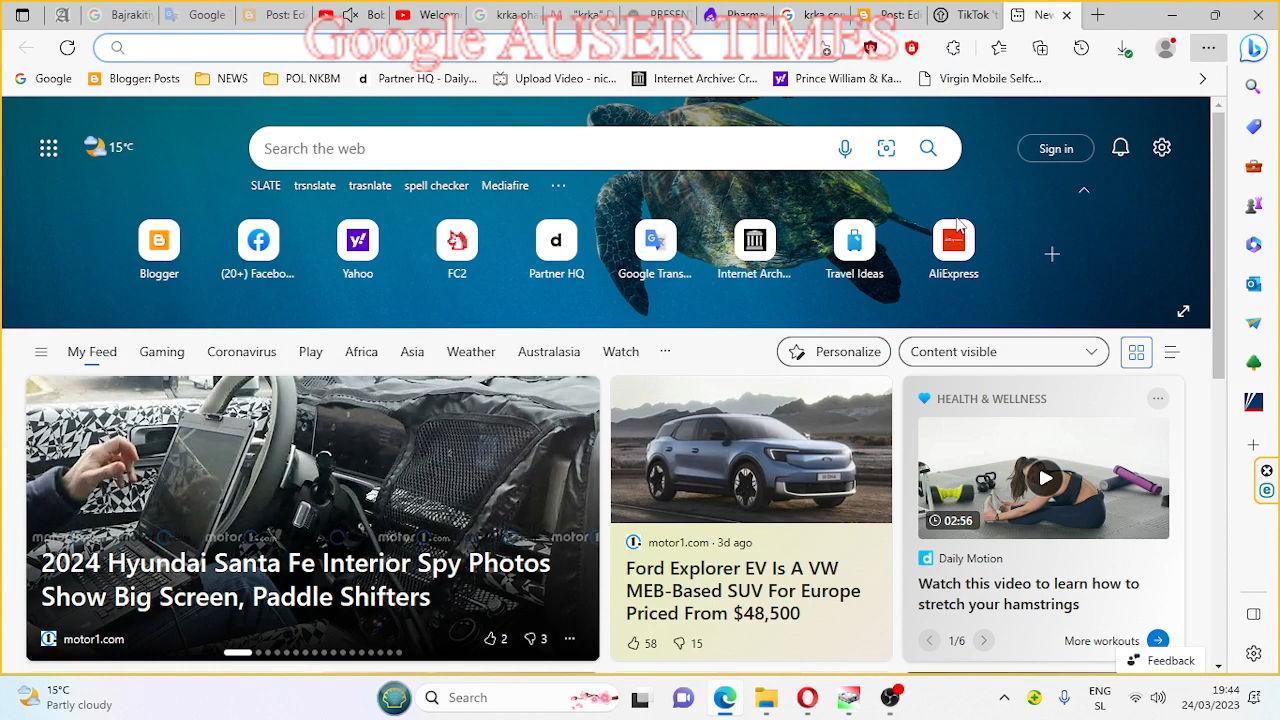 Bajrakiti
Google T
Post: Ed
Bob
Welcom
krka pha
"krka" D
PRESEN
Pharma
krka cov
Post: Edi
TikTok 't
New
Google AUSER TIMES
Google
Blogger: Posts
NEWS
POL NKBM
Partner HQ - Daily...
Upload Video - nic...
Internet Archive: Cr...
Prince William & Ka...
Virgin Mobile Selfc...
15°C
Search the web
Sign in
SLATE
trsnslate
trasnlate
spell checker
Mediafire
Blogger
(20+) Facebo...
Yahoo
FC2
Partner HQ
Google Trans...
Internet Arch...
Travel Ideas
AliExpress
My Feed
Gaming
Coronavirus
Play
Africa
Asia
Weather
Australasia
Watch
Personalize
Content visible
motor1.com
2024 Hyundai Santa Fe Interior Spy Photos
Show Big Screen, Paddle Shifters
motor1.com
2
3
motor1.com · 3d ago
Ford Explorer EV Is A VW
MEB-Based SUV For Europe
Priced From $48,500
58
15
HEALTH & WELLNESS
02:56
Daily Motion
Watch this video to learn how to
stretch your hamstrings
1/6
More workouts
Feedback
15°C
Partly cloudy
Search
ENG
SL
19:44
24/03/2023